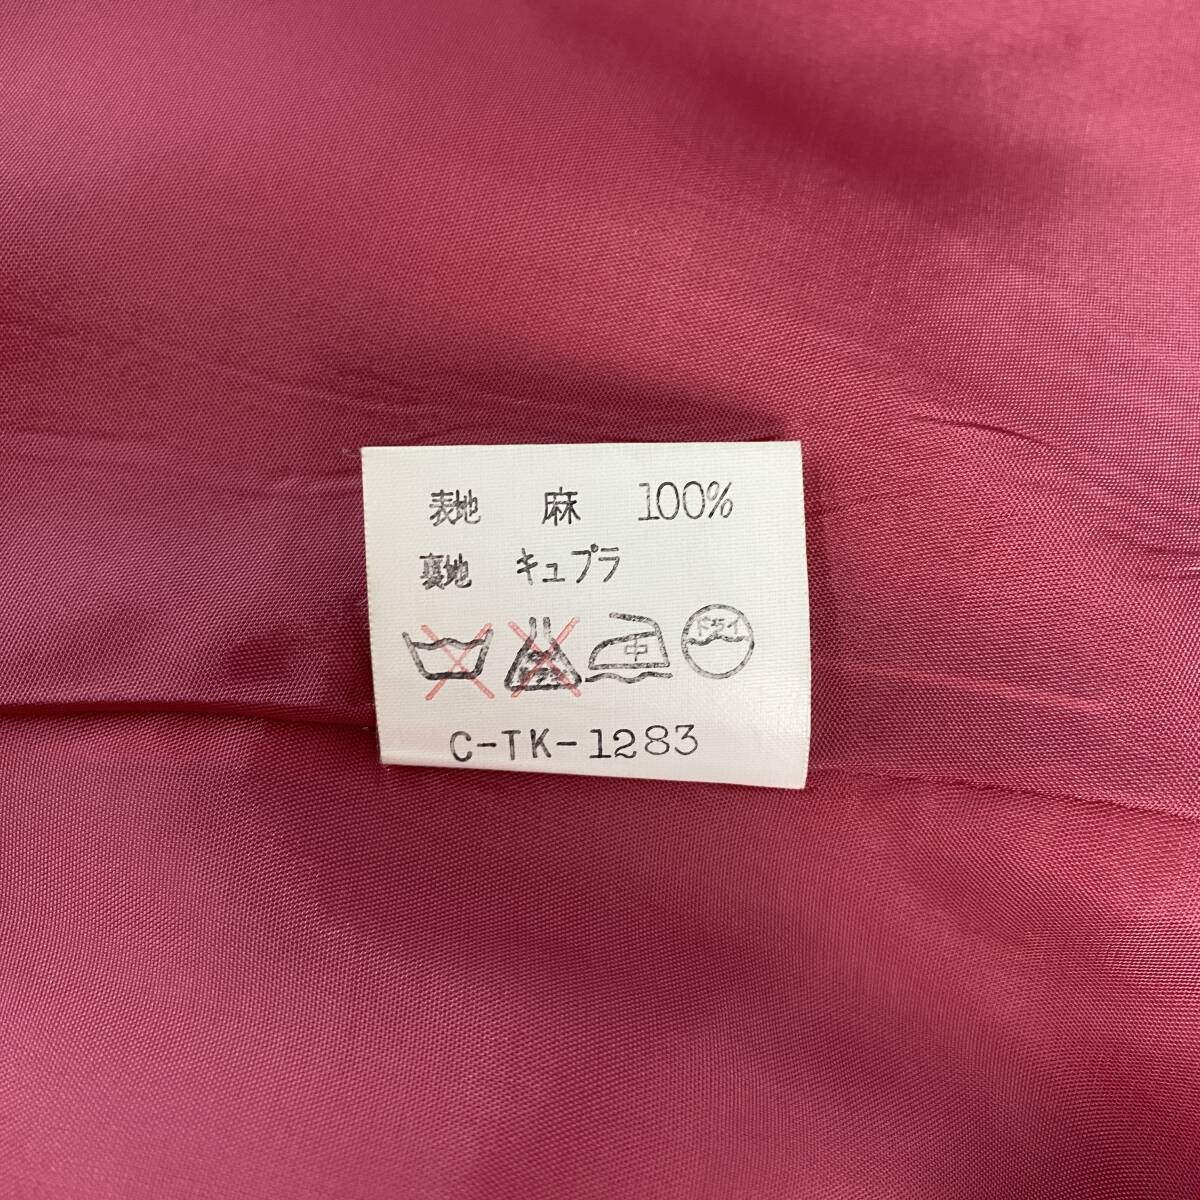 表地 麻 100%
裏地 キュプラ
中 ドライ
C-TK-1283